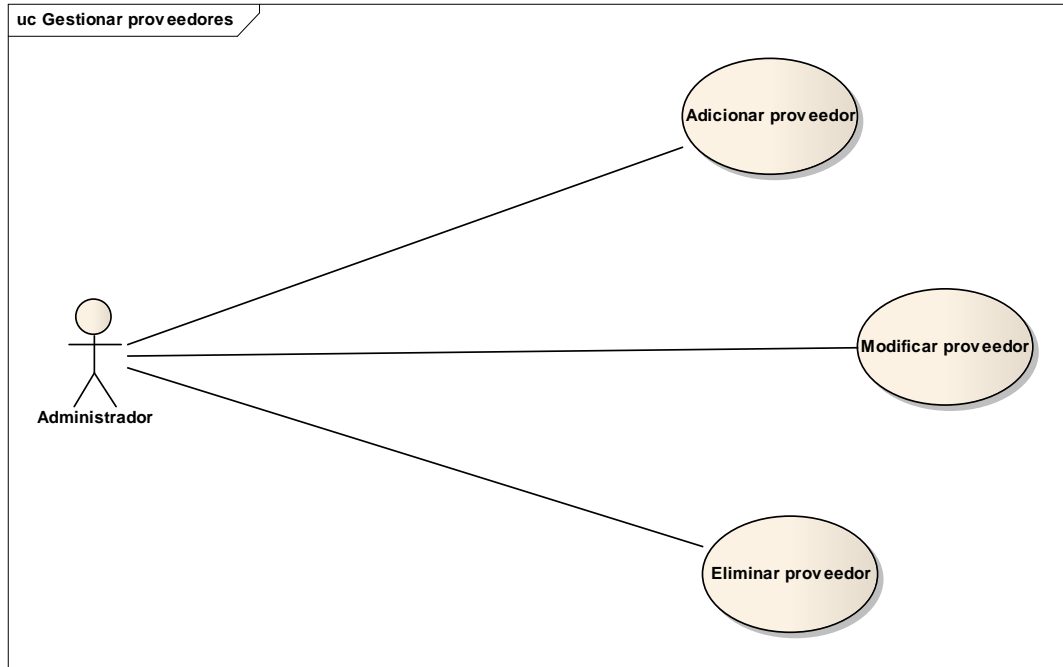 uc Gestionar proveedores
Adicionar proveedor
Modificar proveedor
Administrador
Eliminar proveedor